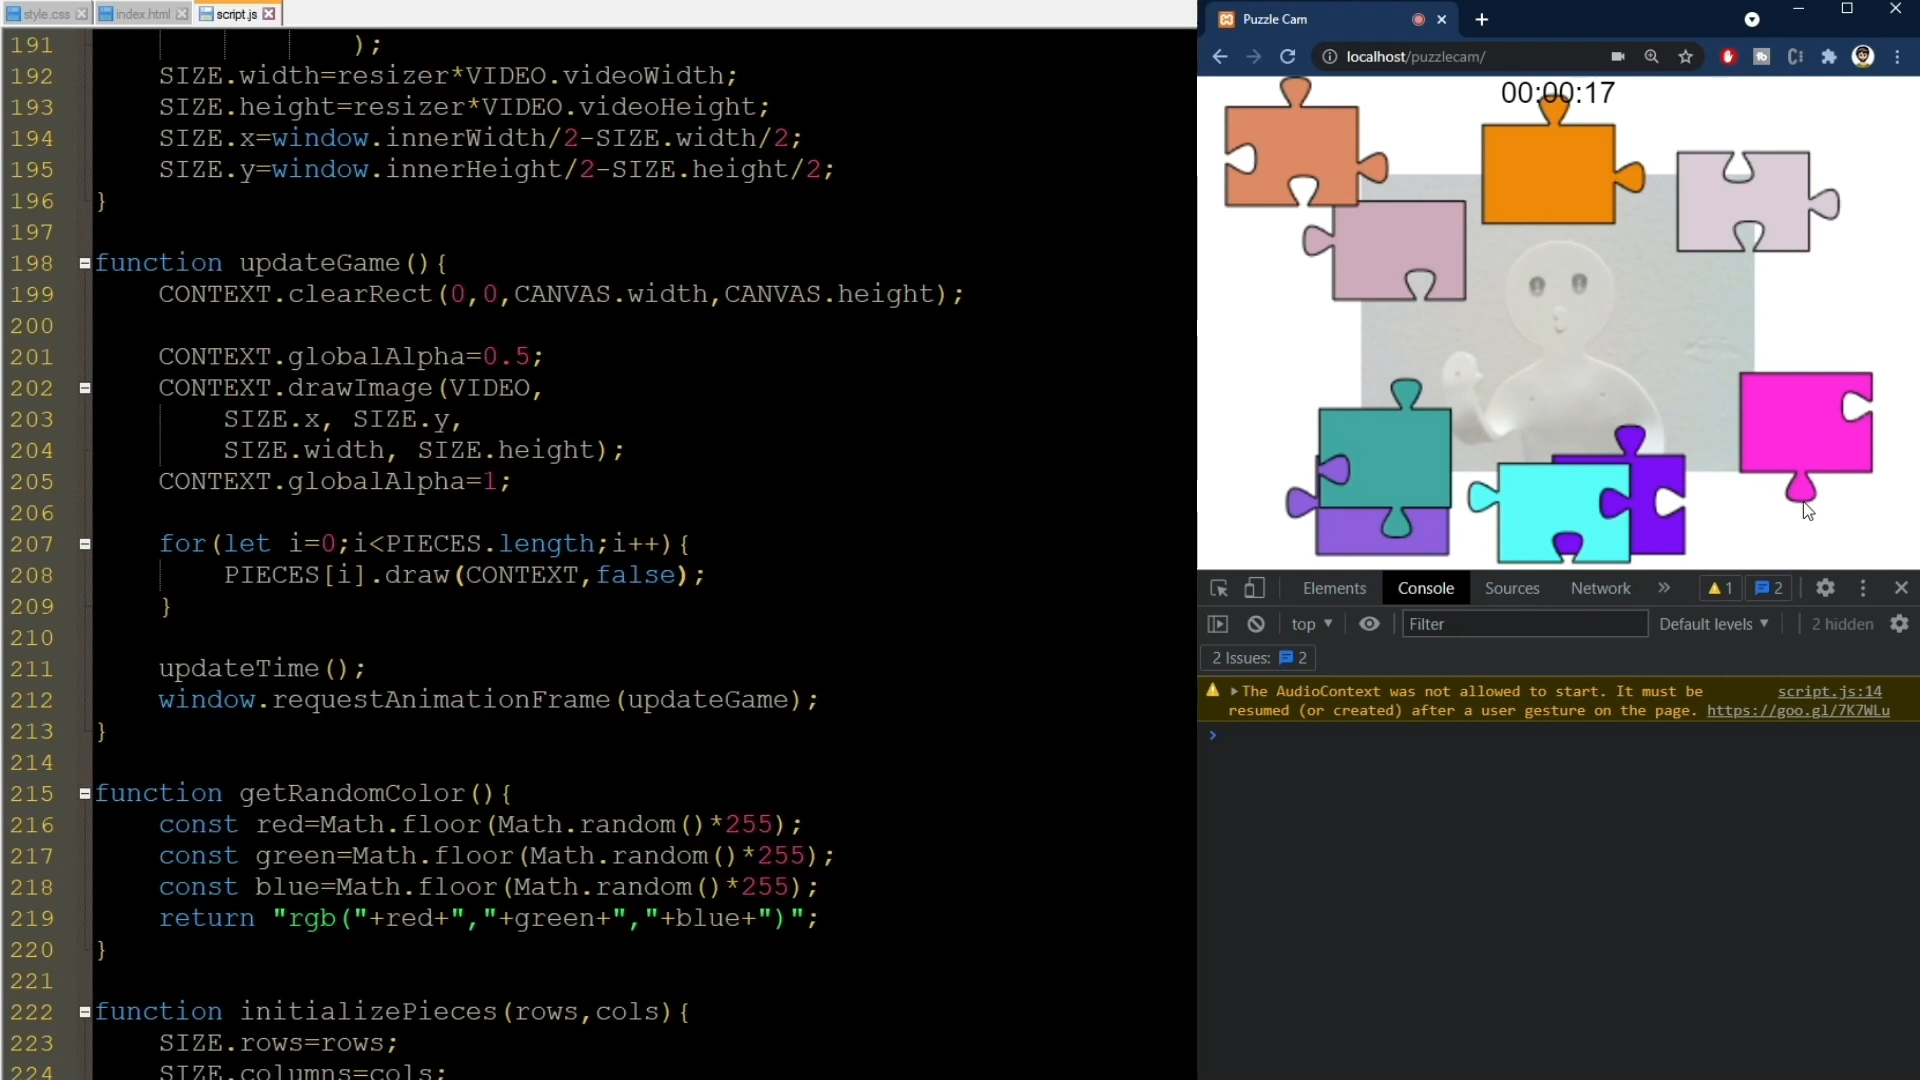 style.css index.html script.js
191 );
192 SIZE.width=resizer*VIDEO.videoWidth;
193 SIZE.height=resizer*VIDEO.videoHeight;
194 SIZE.x=window.innerWidth/2-SIZE.width/2;
195 SIZE.y=window.innerHeight/2-SIZE.height/2;
196 }
197
198 function updateGame(){
199 CONTEXT.clearRect(0,0,CANVAS.width,CANVAS.height);
200
201 CONTEXT.globalAlpha=0.5;
202 CONTEXT.drawImage(VIDEO,
203 SIZE.x, SIZE.y,
204 SIZE.width, SIZE.height);
205 CONTEXT.globalAlpha=1;
206
207 for(let i=0;i<PIECES.length;i++){
208 PIECES[i].draw(CONTEXT,false);
209 }
210
211 updateTime();
212 window.requestAnimationFrame(updateGame);
213 }
214
215 function getRandomColor(){
216 const red=Math.floor(Math.random()*255);
217 const green=Math.floor(Math.random()*255);
218 const blue=Math.floor(Math.random()*255);
219 return "rgb("+red+","+green+","+blue+")";
220 }
221
222 function initializePieces(rows,cols){
223 SIZE.rows=rows;
224 SIZE.columns=cols;
Puzzle Cam
localhost/puzzlecam/
00:00:17
Elements Console Sources Network » 1 2
top Filter Default levels 2 hidden
2 Issues: 2
The AudioContext was not allowed to start. It must be script.js:14
resumed (or created) after a user gesture on the page. https://goo.gl/7K7WLu